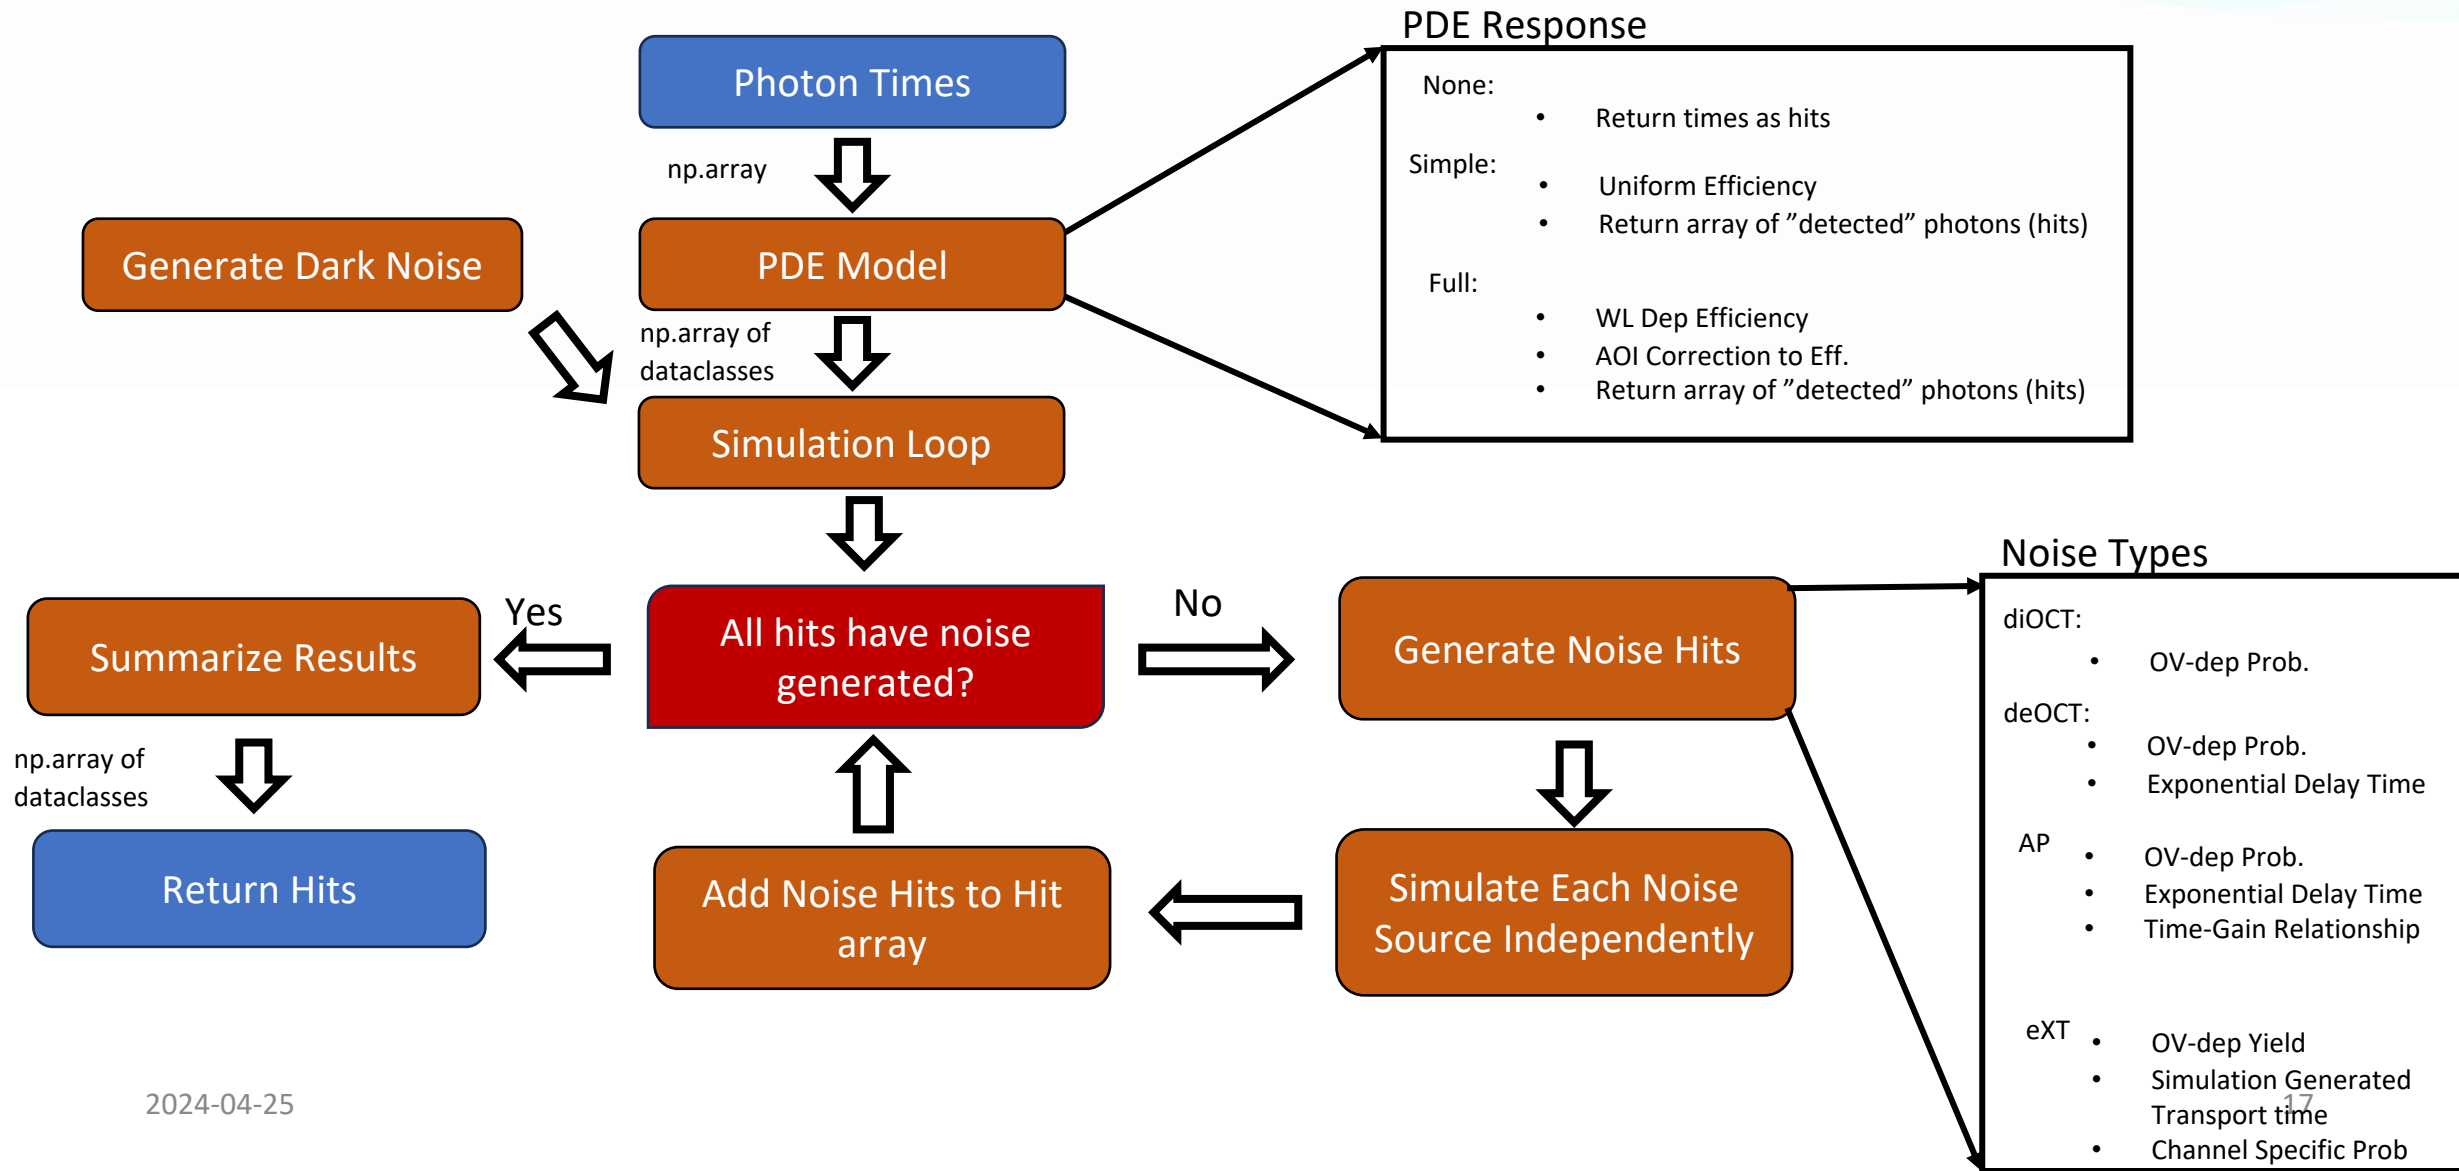 PDE Response
Photon Times
None:
• Return times as hits
Simple:
• Uniform Efficiency
• Return array of ”detected” photons (hits)
Full:
• WL Dep Efficiency
• AOI Correction to Eff.
• Return array of ”detected” photons (hits)
np.array
Generate Dark Noise
PDE Model
np.array of
dataclasses
Simulation Loop
All hits have noise
generated?
Yes
No
Summarize Results
np.array of
dataclasses
Return Hits
Generate Noise Hits
Simulate Each Noise
Source Independently
Add Noise Hits to Hit
array
Noise Types
diOCT:
• OV-dep Prob.
deOCT:
• OV-dep Prob.
• Exponential Delay Time
AP
• OV-dep Prob.
• Exponential Delay Time
• Time-Gain Relationship
eXT
• OV-dep Yield
• Simulation Generated
Transport time
• Channel Specific Prob
2024-04-25
17